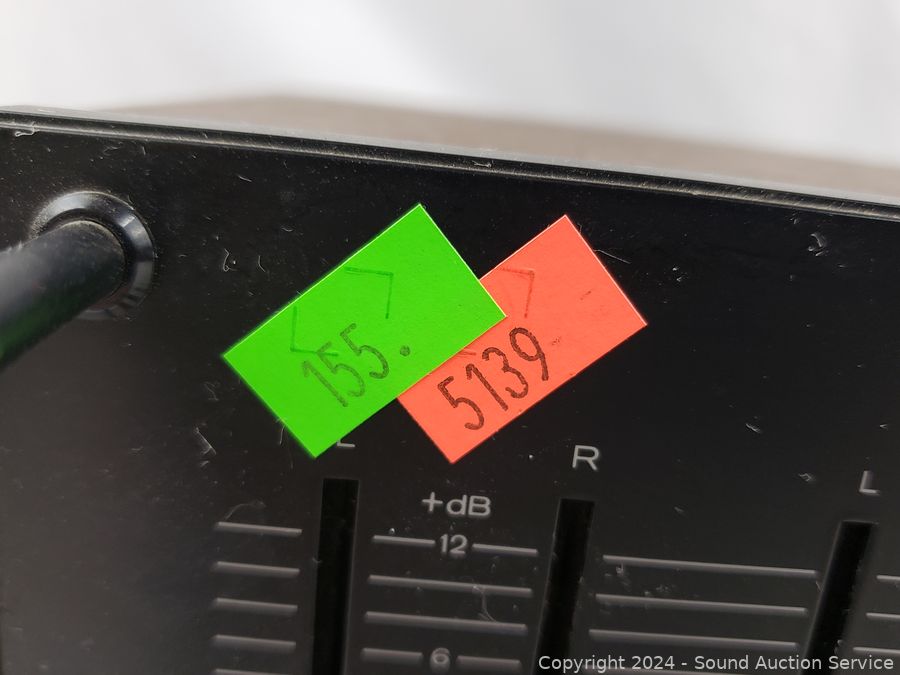 155.
5139
L
R
L
+dB
12
6
Copyright 2024 - Sound Auction Service